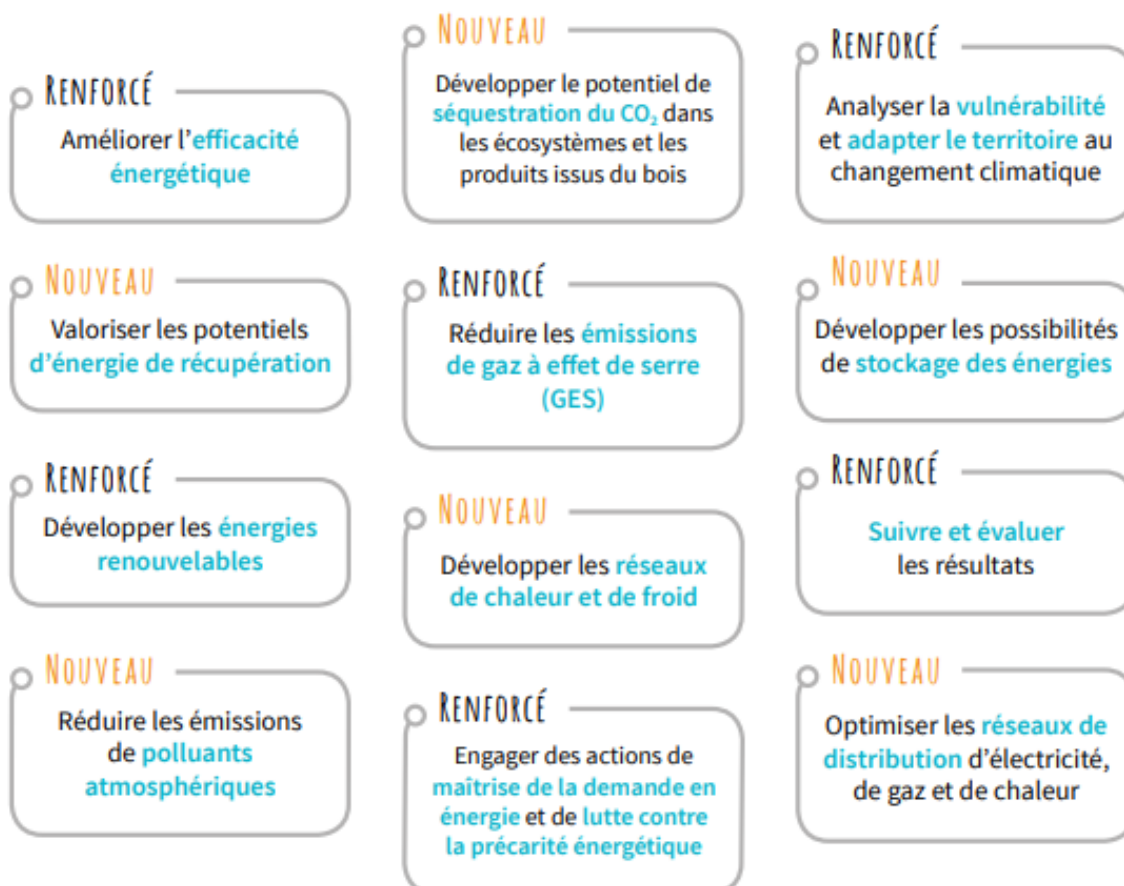 RENFORCÉ
Améliorer l'efficacité
énergétique
NOUVEAU
Valoriser les potentiels
d'énergie de récupération
RENFORCÉ
Développer les énergies
renouvelables
NOUVEAU
Réduire les émissions
de polluants
atmosphériques
NOUVEAU
Développer le potentiel de
séquestration du CO₂ dans
les écosystèmes et les
produits issus du bois
RENFORCÉ
Réduire les émissions
de gaz à effet de serre
(GES)
NOUVEAU
Développer les réseaux
de chaleur et de froid
RENFORCÉ
Engager des actions de
maîtrise de la demande en
énergie et de lutte contre
la précarité énergétique
RENFORCÉ
Analyser la vulnérabilité
et adapter le territoire au
changement climatique
NOUVEAU
Développer les possibilités
de stockage des énergies
RENFORCÉ
Suivre et évaluer
les résultats
NOUVEAU
Optimiser les réseaux de
distribution d'électricité,
de gaz et de chaleur